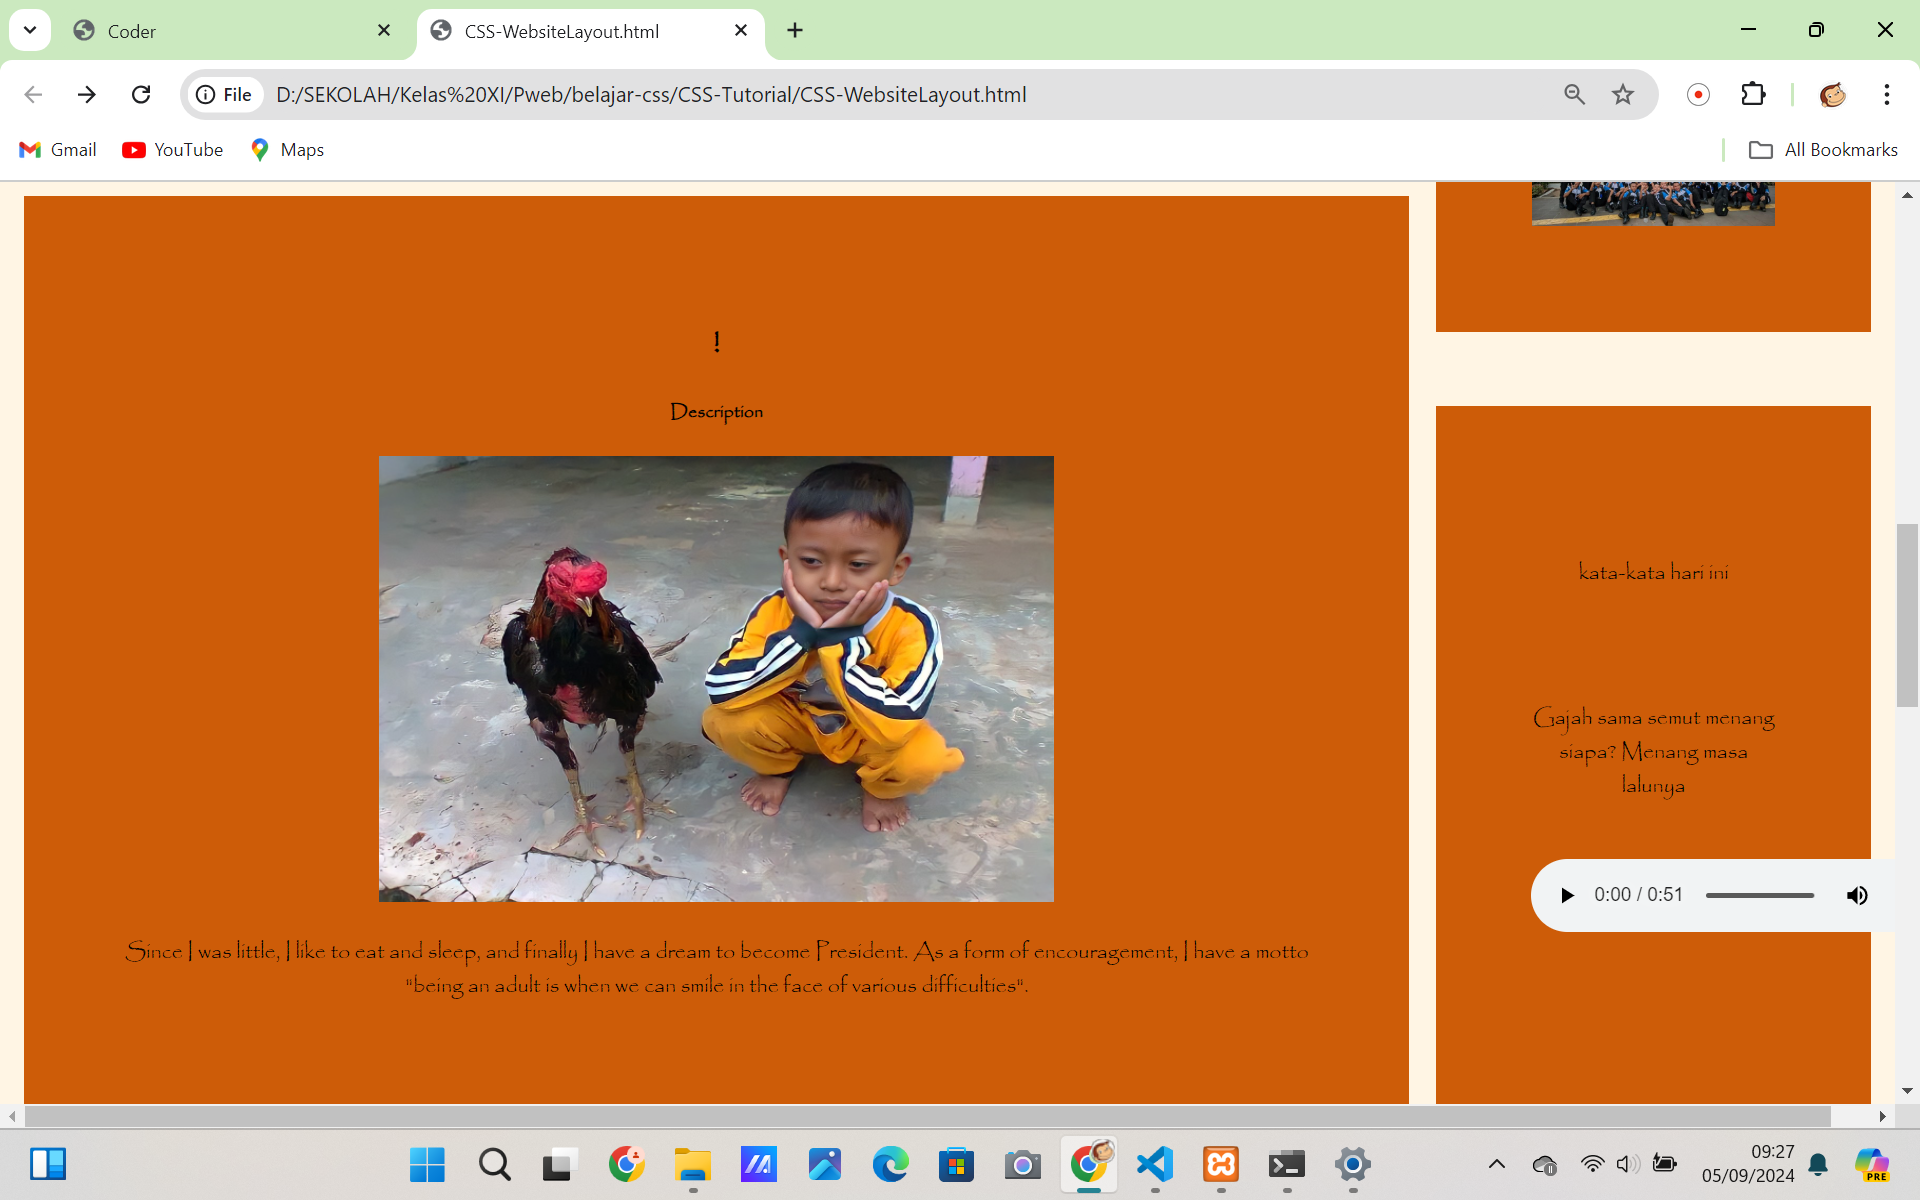 Coder
CSS-WebsiteLayout.html
File
D:/SEKOLAH/Kelas%20XI/Pweb/belajar-css/CSS-Tutorial/CSS-WebsiteLayout.html
Gmail
YouTube
Maps
All Bookmarks
!
Description
Since I was little, I like to eat and sleep, and finally I have a dream to become President. As a form of encouragement, I have a motto
"being an adult is when we can smile in the face of various difficulties".
kata-kata hari ini
Gajah sama semut menang
siapa? Menang masa
lalunya
0:00 / 0:51
09:27
05/09/2024
PRE